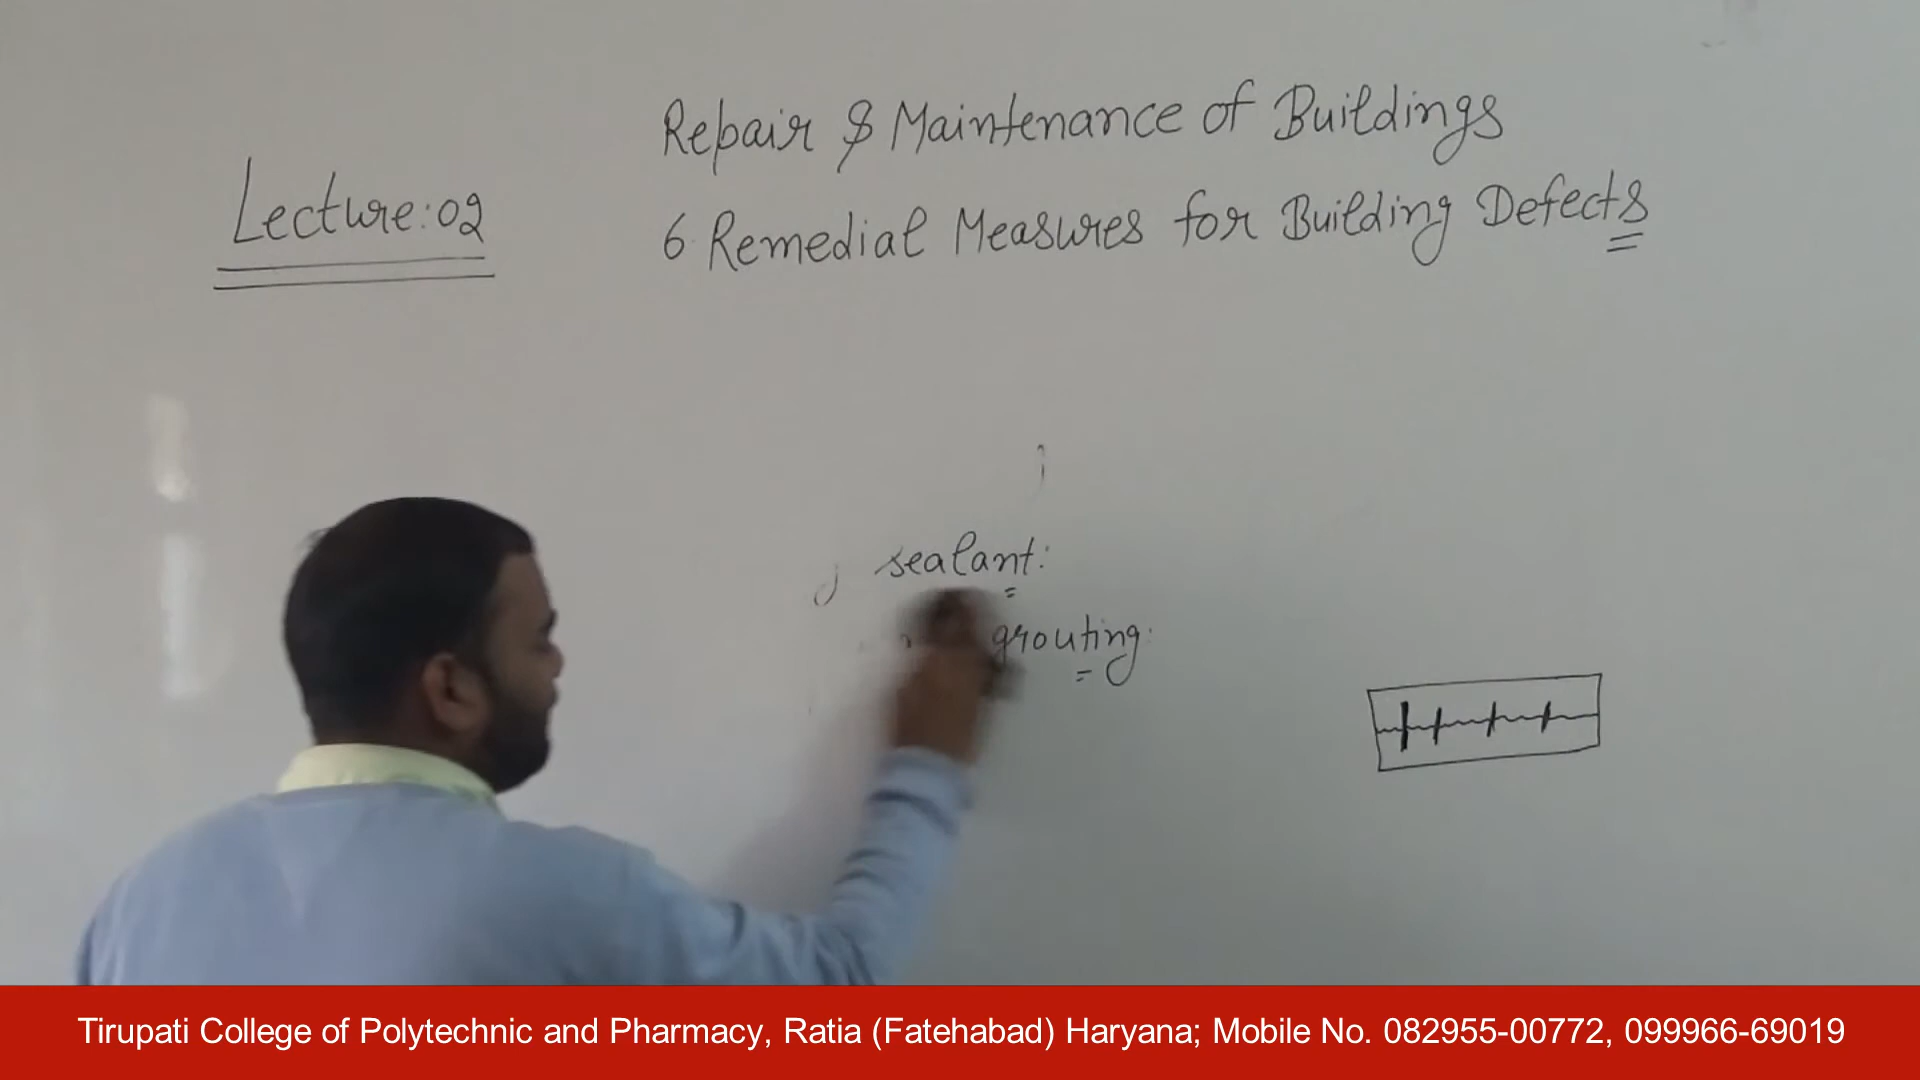 Repair & Maintenance of Buildings
Lecture:02
6. Remedial Measures for Building Defects
sealant:
grouting:
Tirupati College of Polytechnic and Pharmacy, Ratia (Fatehabad) Haryana; Mobile No. 082955-00772, 099966-69019